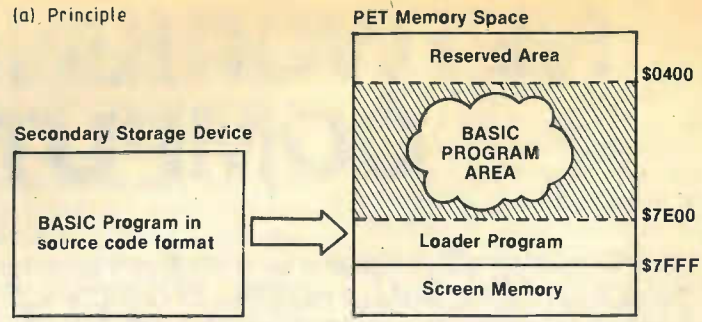 (a) Principle
PET Memory Space
Reserved Area
$0400
Secondary Storage Device
BASIC
PROGRAM
AREA
BASIC Program in
source code format
$7E00
Loader Program
$7FFF
Screen Memory